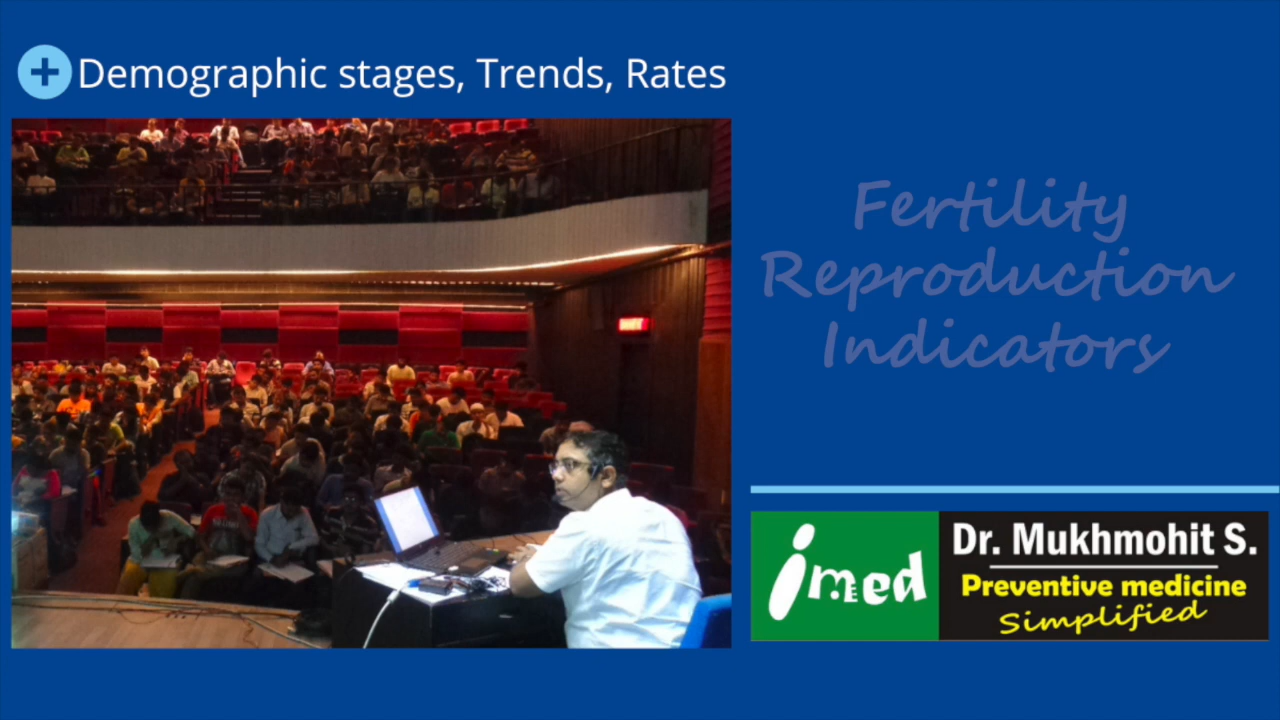 Demographic stages, Trends, Rates
Fertility
Reproduction
Indicators
imed
Dr. Mukhmohit S.
Preventive medicine
Simplified